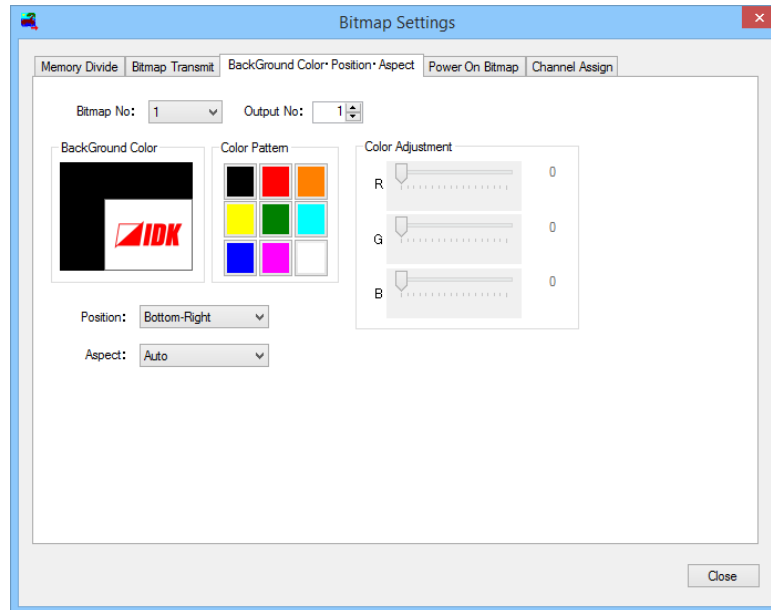 Bitmap Settings
Memory Divide Bitmap Transmit BackGround Color・Position・Aspect Power On Bitmap Channel Assign
Bitmap No: 1 Output No: 1
BackGround Color Color Pattern Color Adjustment
IDK
R 0
G 0
B 0
Position: Bottom-Right
Aspect: Auto
Close